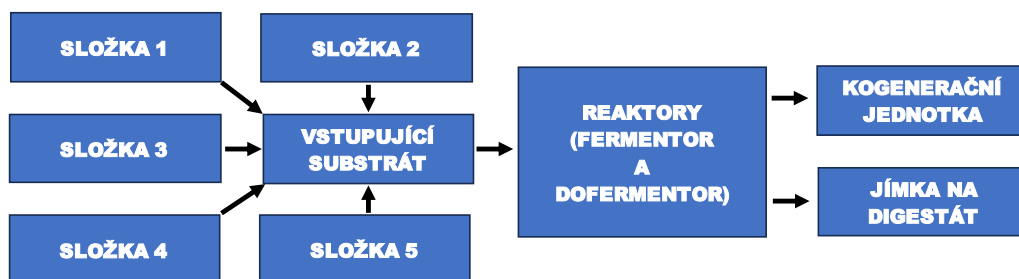 SLOŽKA 1
SLOŽKA 2
SLOŽKA 3
VSTUPUJÍCÍ
SUBSTRÁT
SLOŽKA 4
SLOŽKA 5
REAKTORY
(FERMENTOR
A
DOFERMENTOR)
KOGENERAČNÍ
JEDNOTKA
JÍMKA NA
DIGESTÁT